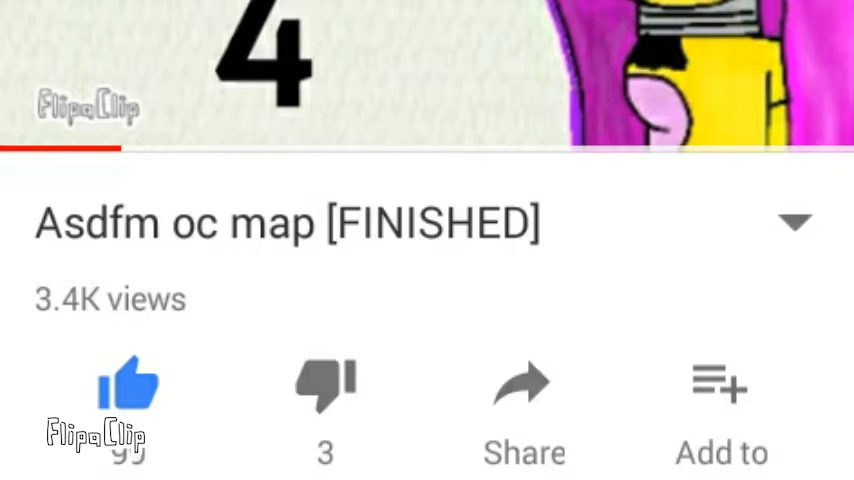 4
FlipaClip
Asdfm oc map [FINISHED]
3.4K views
FlipaClip
3
Share
Add to